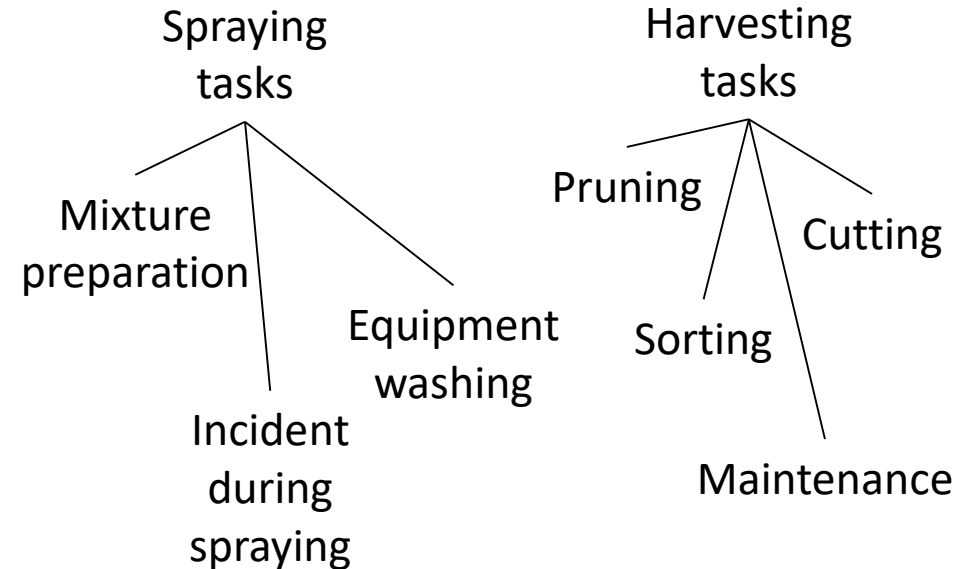 Spraying
tasks
Mixture
preparation
Incident
during
spraying
Equipment
washing
Harvesting
tasks
Pruning
Sorting
Maintenance
Cutting